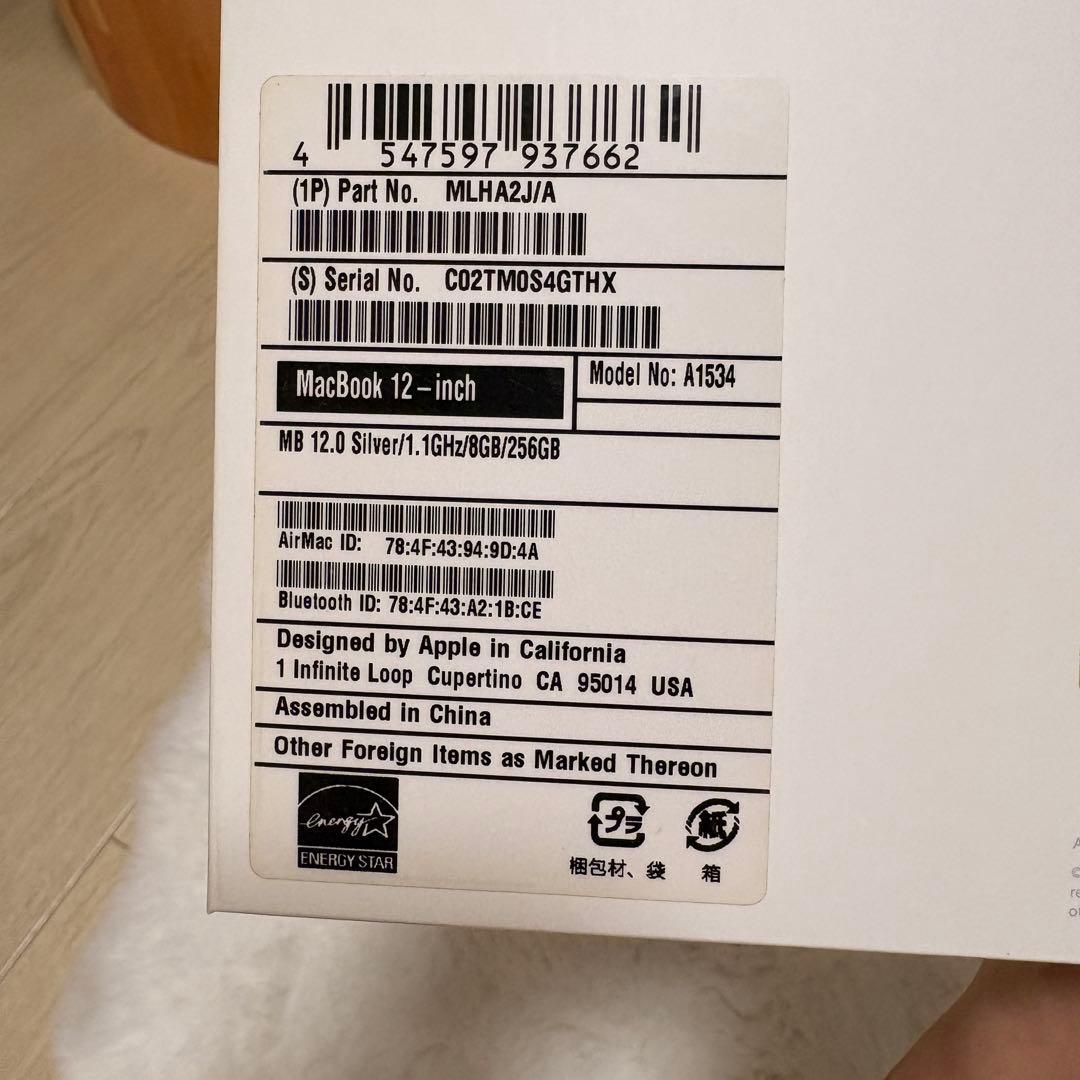 4 547597 937662
(1P) Part No. MLHA2J/A
(S) Serial No. C02TM0S4GTHX
MacBook 12-inch
Model No: A1534
MB 12.0 Silver/1.1GHz/8GB/256GB
AirMac ID: 78:4F:43:94:9D:4A
Bluetooth ID: 78:4F:43:A2:1B:CE
Designed by Apple in California
1 Infinite Loop Cupertino CA 95014 USA
Assembled in China
Other Foreign Items as Marked Thereon
energy
ENERGY STAR
プラ
紙
梱包材、袋
箱